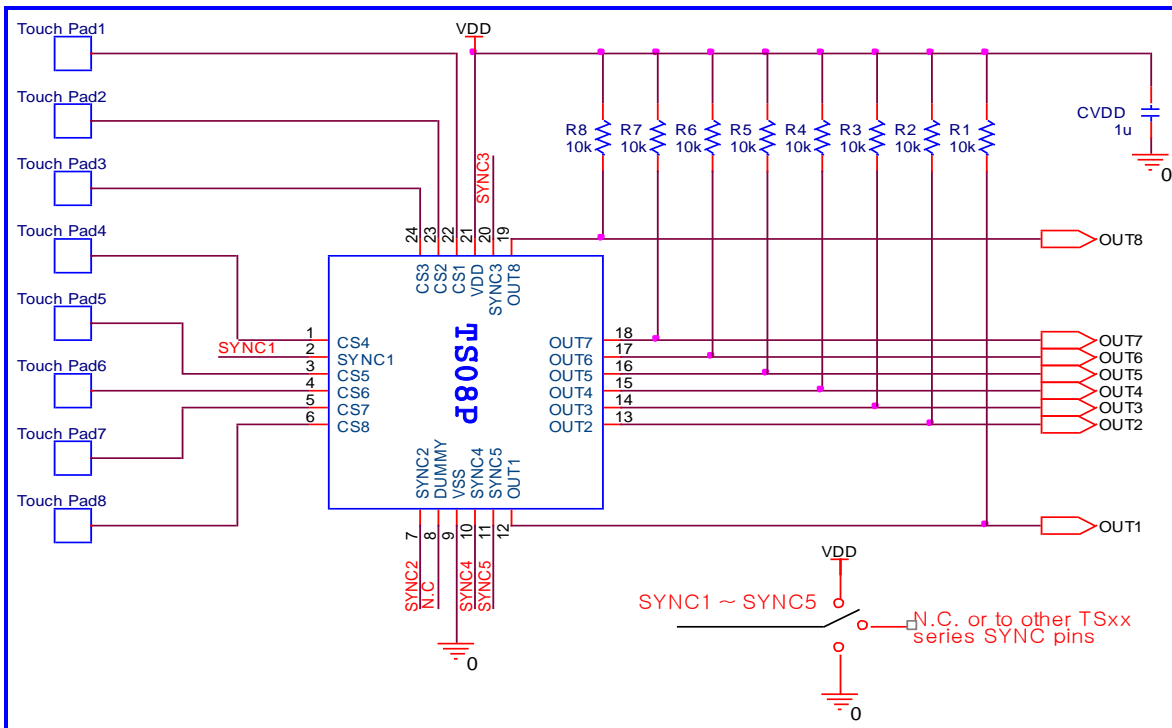 Touch Pad1
VDD
Touch Pad2
Touch Pad3
Touch Pad4
Touch Pad5
Touch Pad6
Touch Pad7
Touch Pad8
R8
10k
R7
10k
R6
10k
R5
10k
R4
10k
R3
10k
R2
10k
R1
10k
CVDD
1u
0
SYNC3
24
23
22
21
20
19
CS3
CS2
CS1
VDD
SYNC3
OUT8
OUT8
TS08P
SYNC1
1
2
3
4
5
6
CS4
SYNC1
CS5
CS6
CS7
CS8
OUT7
OUT6
OUT5
OUT4
OUT3
OUT2
18
17
16
15
14
13
OUT7
OUT6
OUT5
OUT4
OUT3
OUT2
SYNC2
DUMMY
VSS
SYNC4
SYNC5
OUT1
7
8
9
10
11
12
OUT1
SYNC2
N.C
SYNC4
SYNC5
0
VDD
SYNC1 ~ SYNC5
N.C. or to other TSxx
series SYNC pins
0